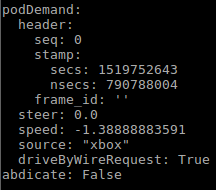 podDemand:
  header:
    seq: 0
    stamp:
      secs: 1519752643
      nsecs: 790788004
    frame_id: ''
  steer: 0.0
  speed: -1.38888883591
  source: "xbox"
  driveByWireRequest: True
abdicate: False